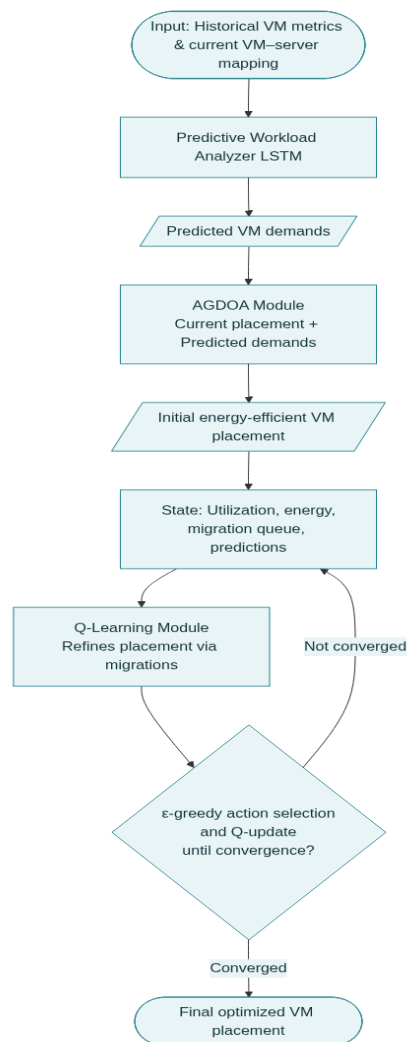 Input: Historical VM metrics
& current VM–server
mapping
Predictive Workload
Analyzer LSTM
Predicted VM demands
AGDOA Module
Current placement +
Predicted demands
Initial energy-efficient VM
placement
State: Utilization, energy,
migration queue,
predictions
Q-Learning Module
Refines placement via
migrations
Not converged
ε-greedy action selection
and Q-update
until convergence?
Converged
Final optimized VM
placement